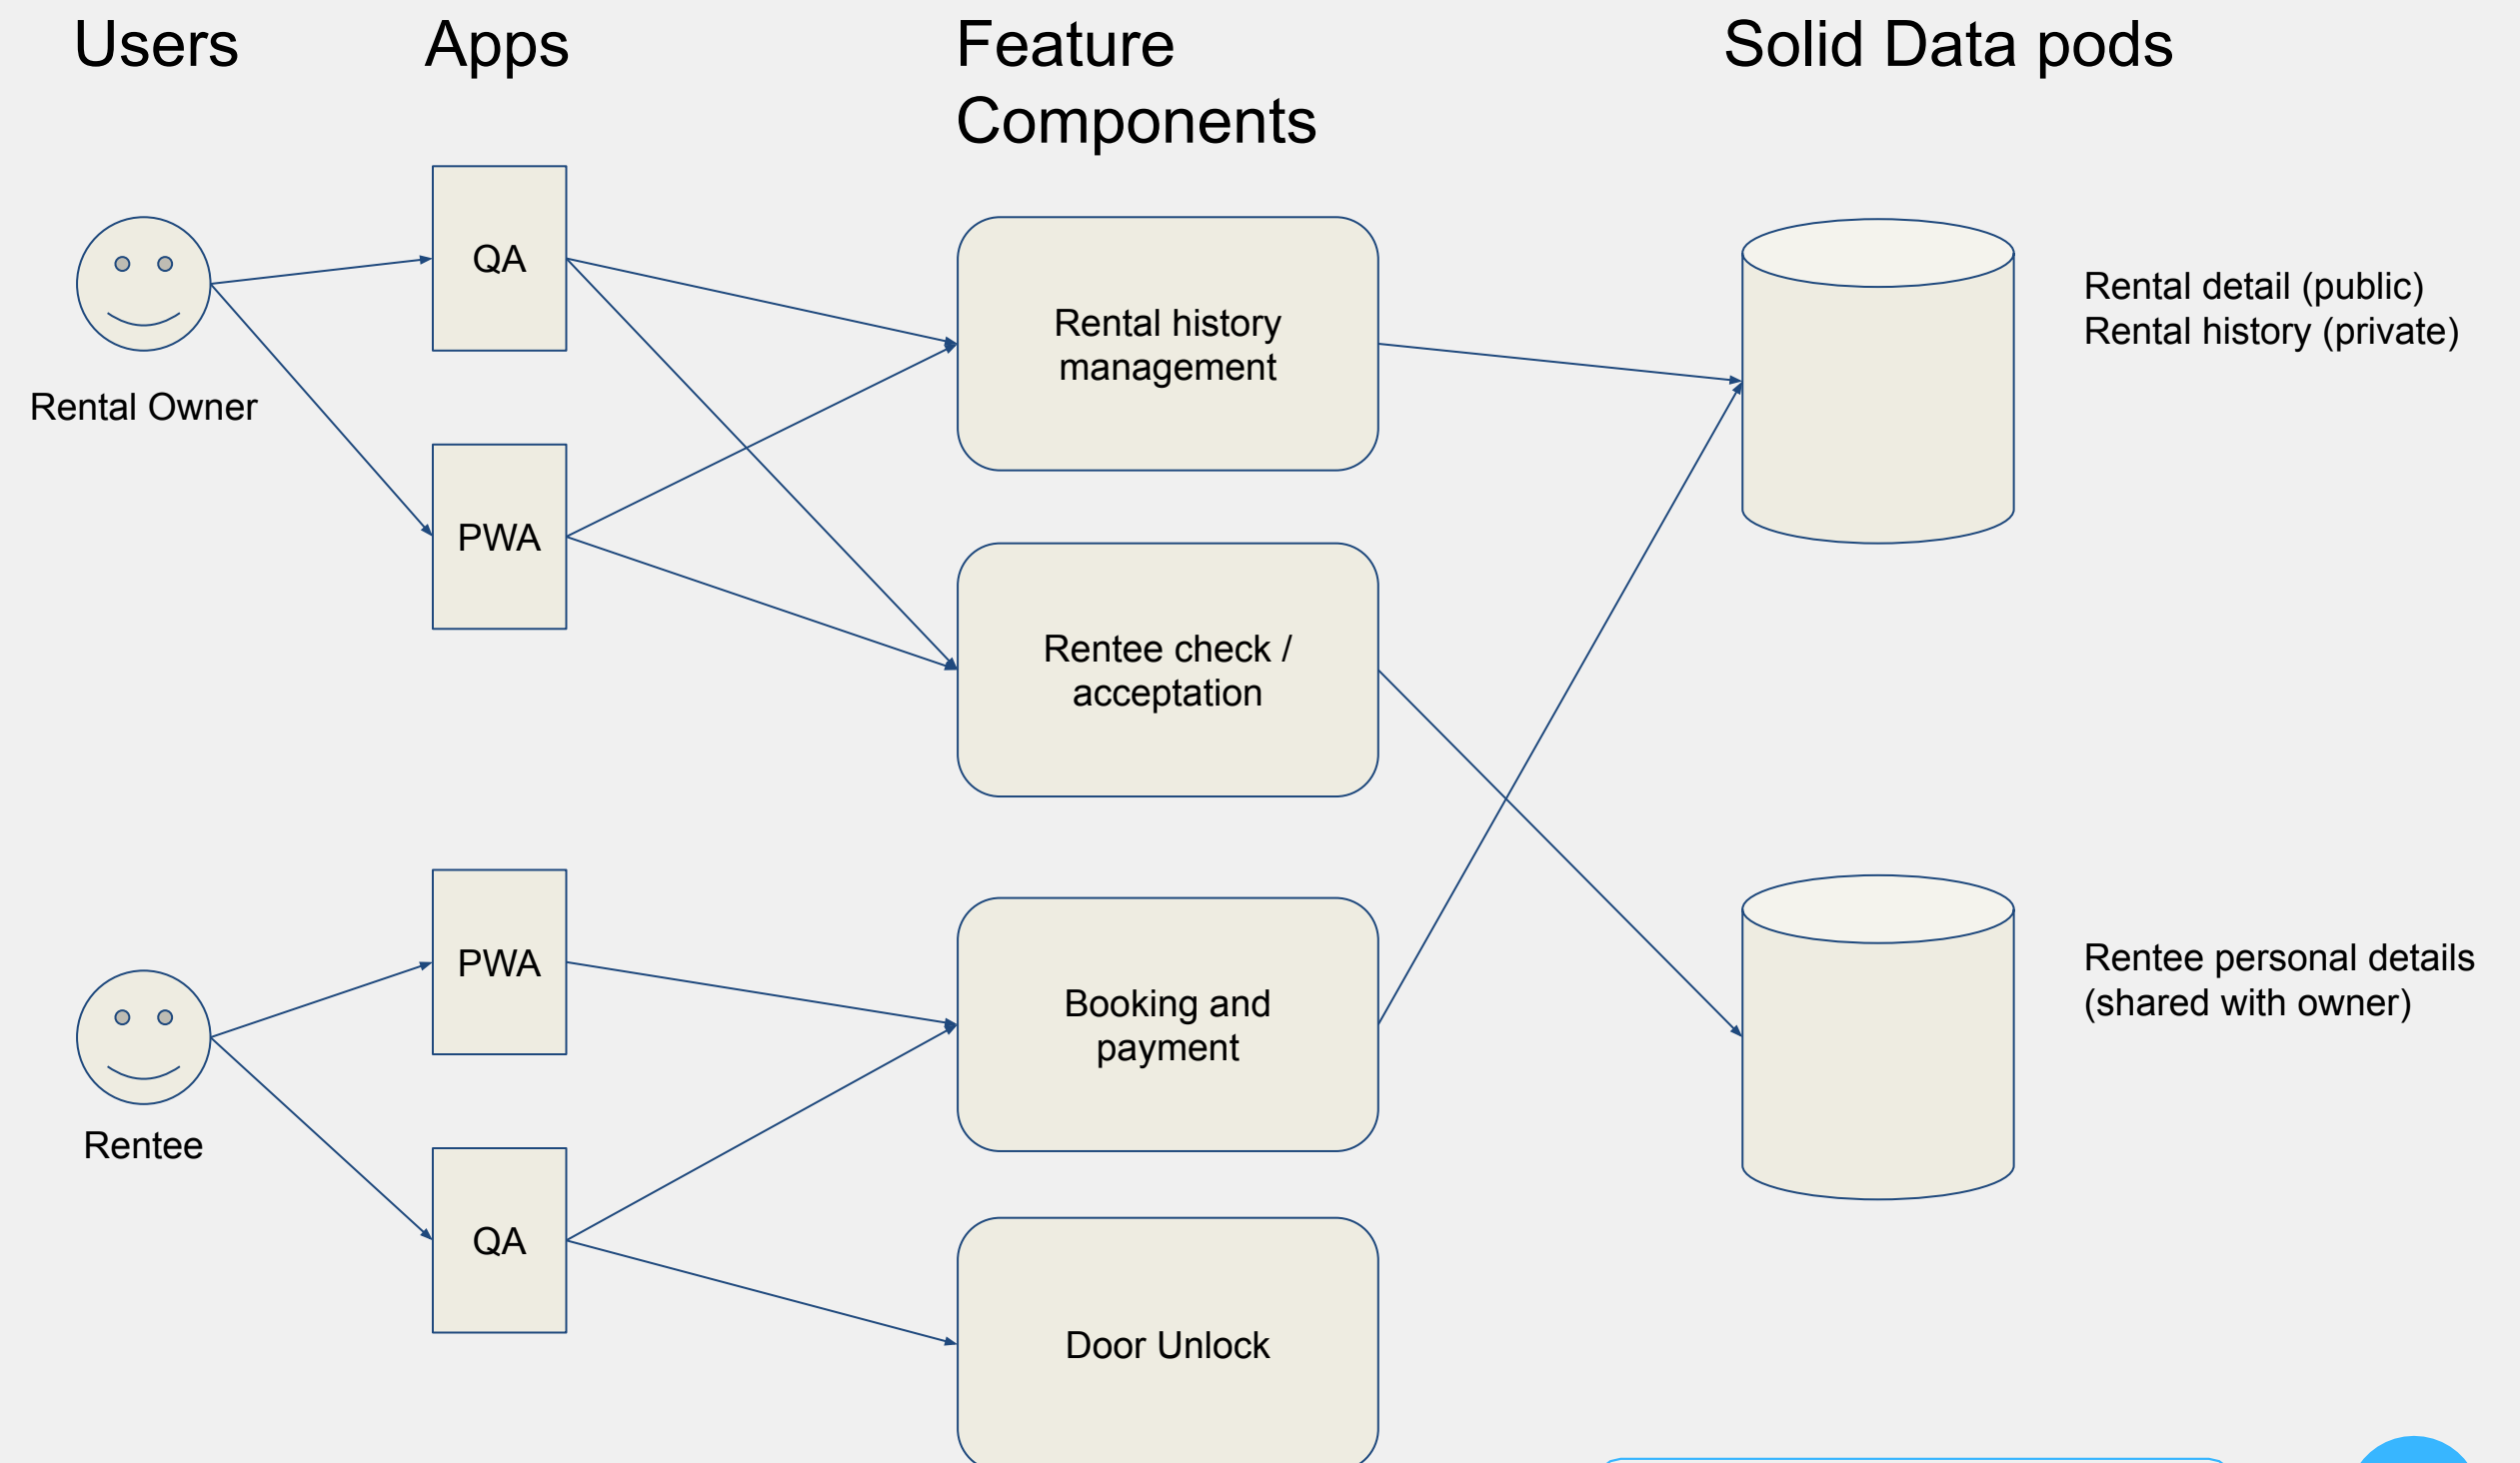 Users
Apps
Feature
Components
Solid Data pods
QA
Rental Owner
PWA
Rental history
management
Rentee check /
acceptation
Rental detail (public)
Rental history (private)
PWA
Rentee
QA
Booking and
payment
Door Unlock
Rentee personal details
(shared with owner)